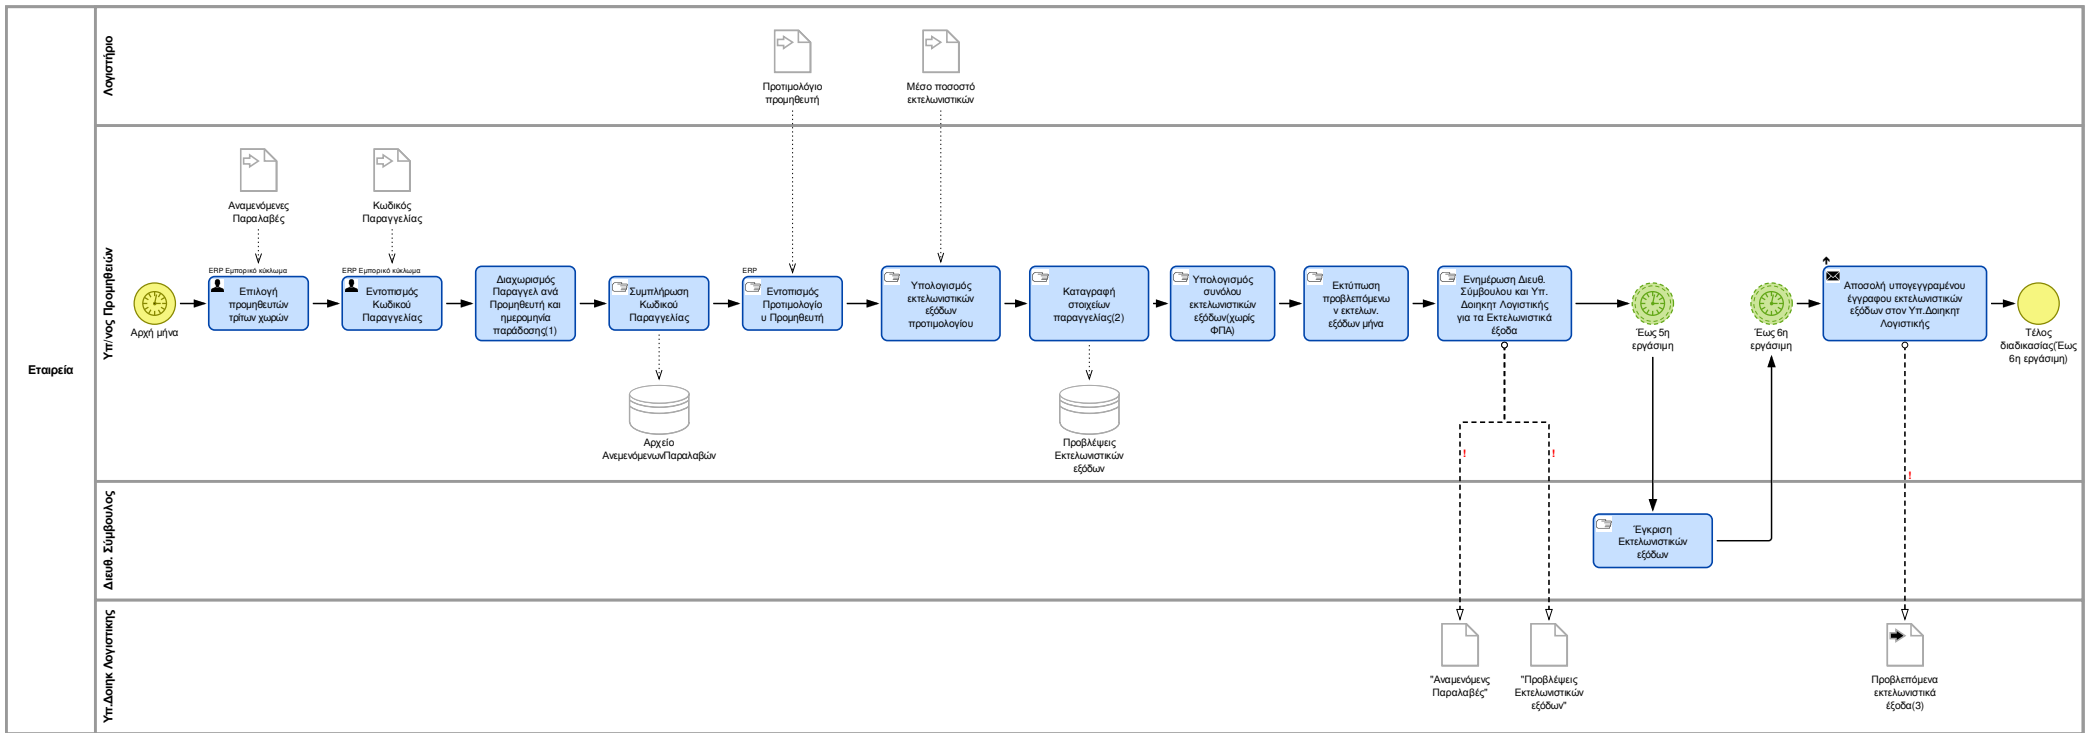 Εταιρεία
Λογιστήριο
Προτιμολόγιο
προμηθευτή
Μέσο ποσοστό
εκτελωνιστικών
Υπ/νος Προμηθειών
Αναμενόμενες
Παραλαβές
Κωδικός
Παραγγελίας
Αρχή μήνα
ERP Εμπορικό κύκλωμα
Επιλογή
προμηθευτών
τρίτων χωρών
ERP Εμπορικό κύκλωμα
Εντοπισμός
Κωδικού
Παραγγελίας
Διαχωρισμός
Παραγγελ ανά
Προμηθευτή και
ημερομηνία
παράδοσης(1)
Συμπλήρωση
Κωδικού
Παραγγελίας
ERP
Εντοπισμός
Προτιμολογίο
υ Προμηθευτή
Υπολογισμός
εκτελωνιστικών
εξόδων
προτιμολογίου
Καταγραφή
στοιχείων
παραγγελίας(2)
Υπολογισμός
συνόλου
εκτελωνιστικών
εξόδων(χωρίς
ΦΠΑ)
Εκτύπωση
προβλεπόμενω
ν εκτελων.
εξόδων μήνα
Ενημέρωση Διευθ.
Σύμβουλου και Υπ.
Διοηκητ Λογιστικής
για τα Εκτελωνιστικά
έξοδα
Έως 5η
εργάσιμη
Έως 6η
εργάσιμη
Αποσολή υπογεγγραμένου
έγγραφου εκτελωνιστικών
εξόδων στον Υπ.Δοιηκητ
Λογιστικής
Τέλος
διαδικασίας(Έως
6η εργάσιμη)
Αρχείο
ΑνεμενόμενωνΠαραλαβών
Προβλέψεις
Εκτελωνιστικών
εξόδων
!
!
!
Διευθ. Σύμβουλος
Έγκριση
Εκτελωνιστικών
εξόδων
Υπ.Δοιηκ Λογιστικης
"Αναμενόμενς
Παραλαβές"
"Προβλέψεις
Εκτελωνιστικών
εξόδων"
Προβλεπόμενα
εκτελωνιστικά
έξοδα(3)